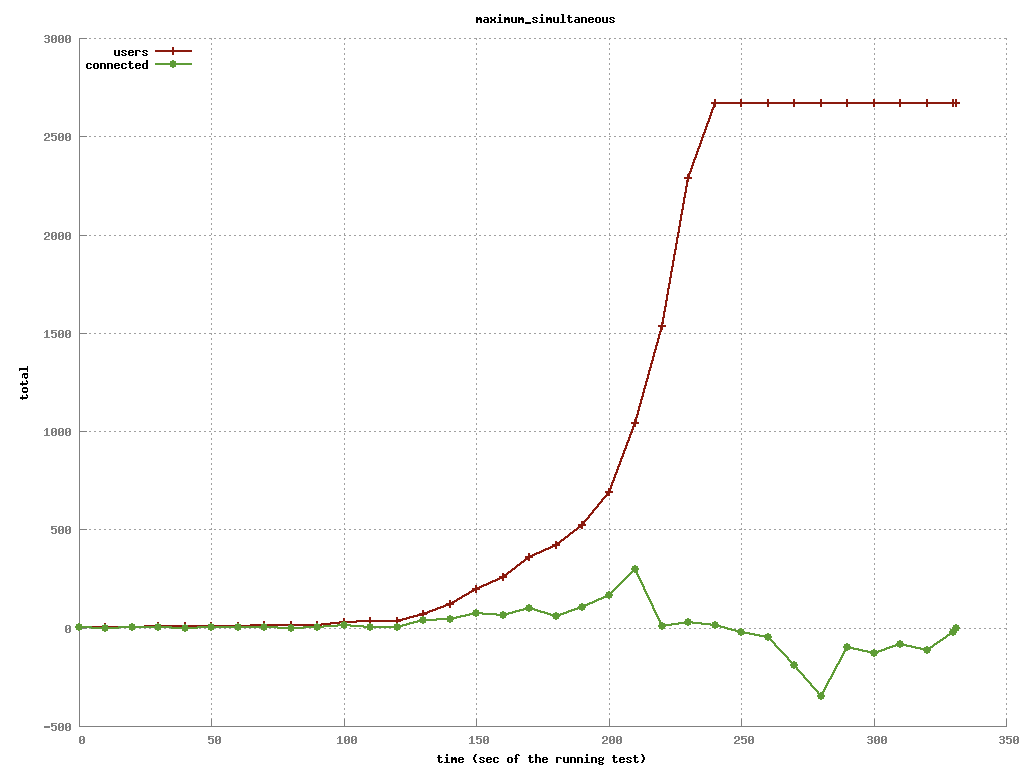 maximum_simultaneous
users
connected
3000
2500
2000
1500
1000
500
0
-500
total
0 50 100 150 200 250 300 350
time (sec of the running test)